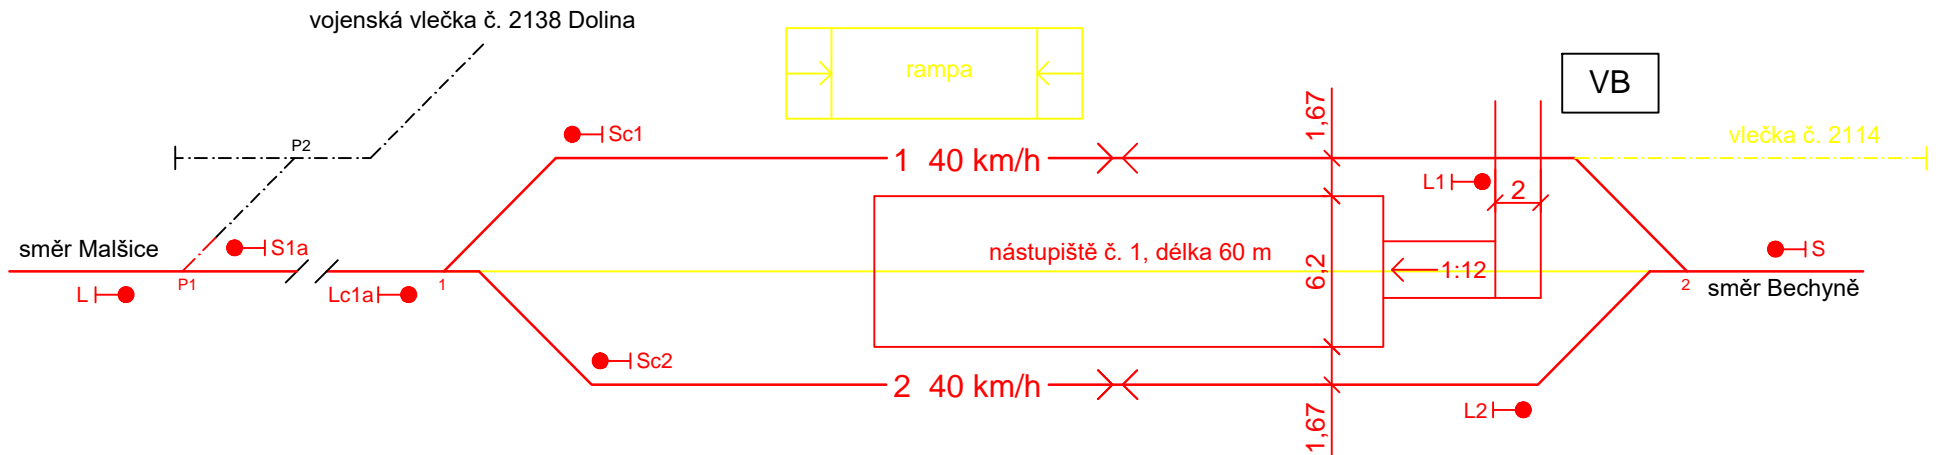 vojenská vlečka č. 2138 Dolina
rampa
VB
1,67
Sc1
vlečka č. 2114
P2
1 40 km/h
L1
2
směr Malšice
S1a
nástupiště č. 1, délka 60 m
6,2
1:12
S
P1
1
2
směr Bechyně
L
Lc1a
Sc2
2 40 km/h
L2
1,67